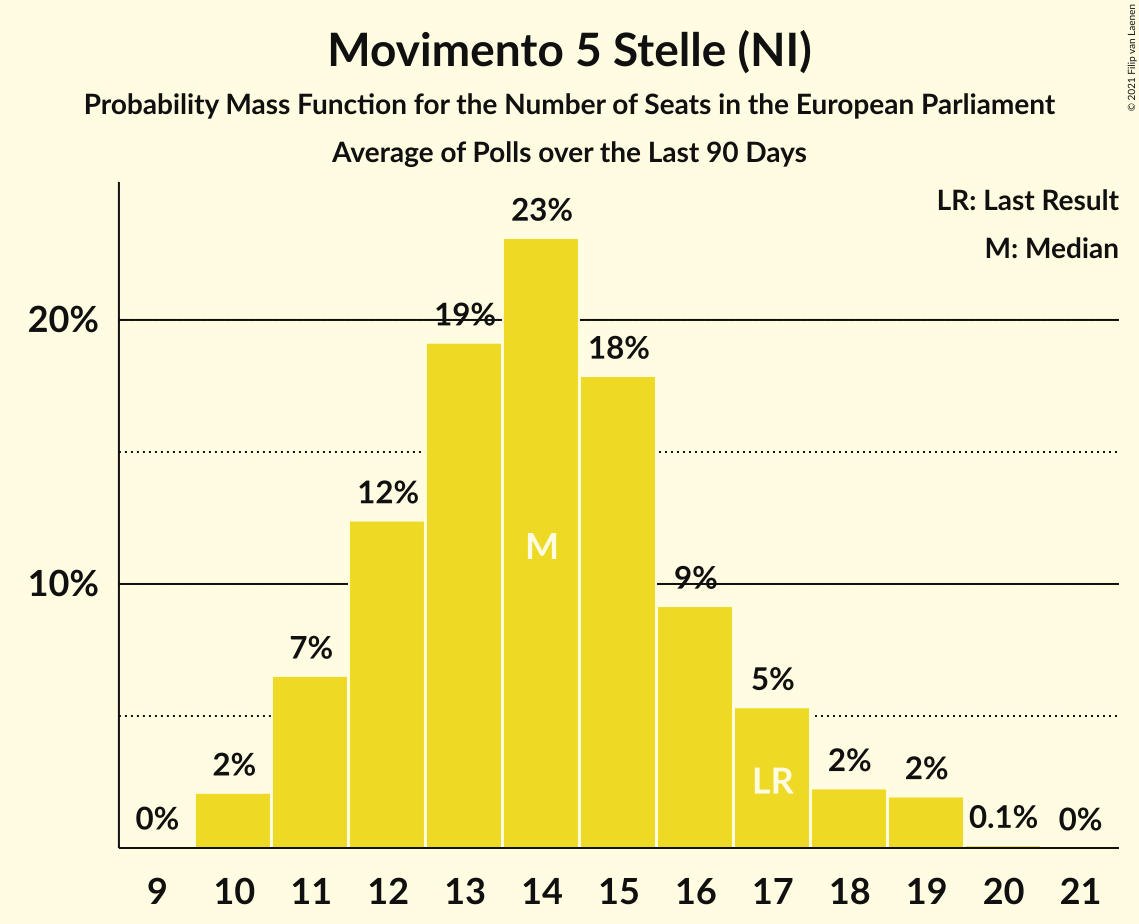 Movimento 5 Stelle (NI)
Probability Mass Function for the Number of Seats in the European Parliament
Average of Polls over the Last 90 Days
© 2021 Filip van Laenen
LR: Last Result
M: Median
20%
10%
0%
2%
7%
12%
19%
23%
18%
9%
5%
2%
2%
0.1%
0%
M
LR
9 10 11 12 13 14 15 16 17 18 19 20 21